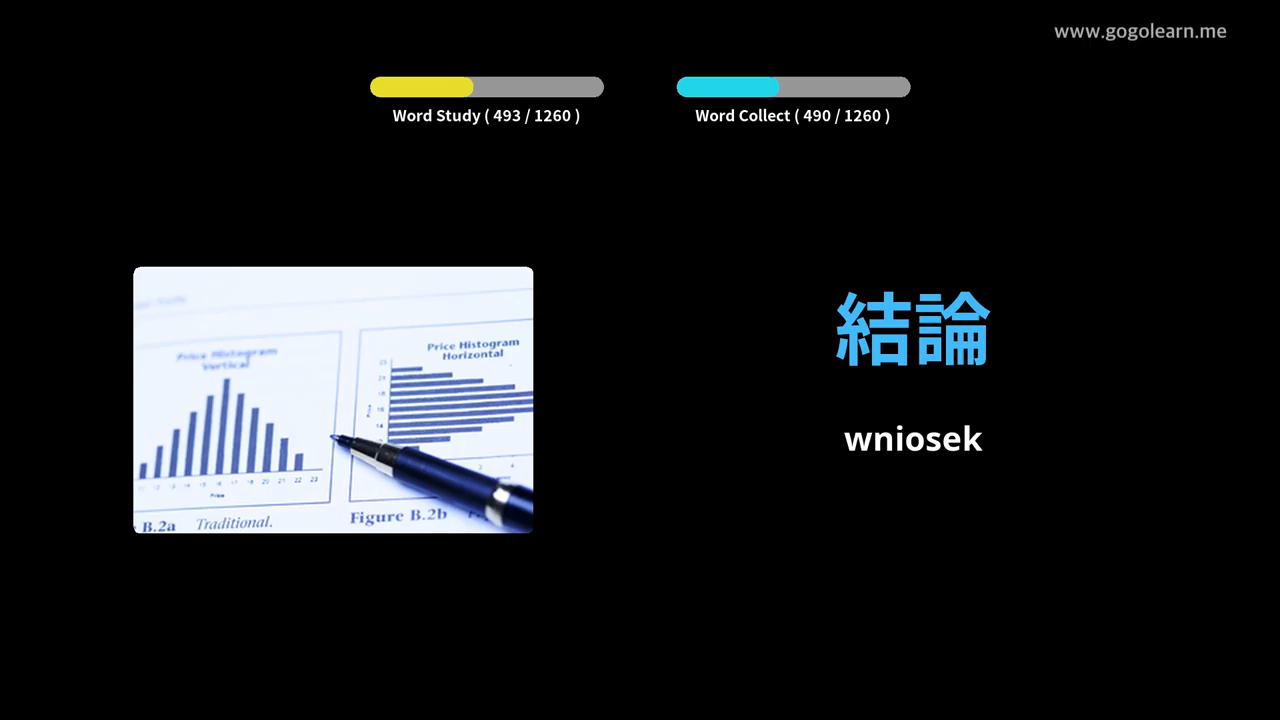 www.gogolearn.me
Word Study ( 493 / 1260 )
Word Collect ( 490 / 1260 )
Price Histogram
Vertical
Price Histogram
Horizontal
結論
wniosek
B.2a Traditional.
Figure B.2b